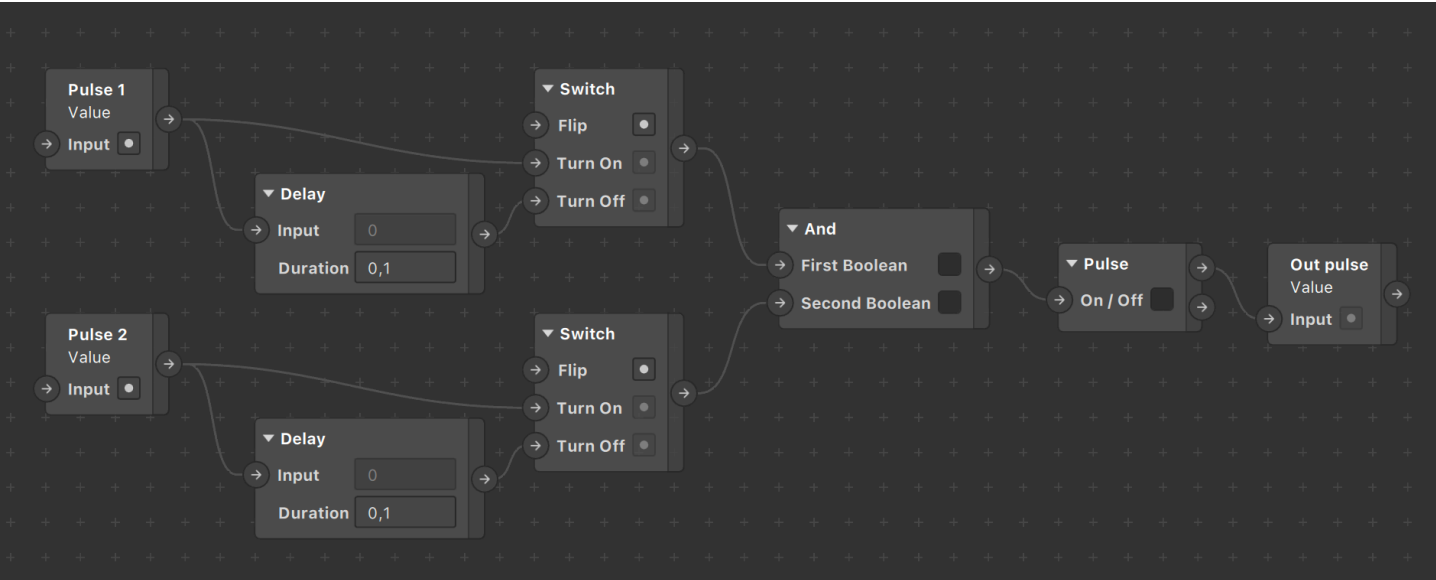 Pulse 1
Value
Input
Delay
Input 0
Duration 0,1
Switch
Flip
Turn On
Turn Off
Pulse 2
Value
Input
Delay
Input 0
Duration 0,1
Switch
Flip
Turn On
Turn Off
And
First Boolean
Second Boolean
Pulse
On / Off
Out pulse
Value
Input